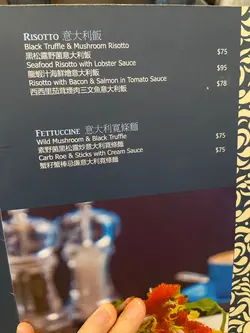 RISOTTO 意大利飯
Black Truffle & Mushroom Risotto $75
黑松露野菌意大利飯
Seafood Risotto with Lobster Sauce $95
龍蝦汁海鮮燴意大利飯
Risotto with Bacon & Salmon in Tomato Sauce $78
西西里茄茸煙肉三文魚意大利飯
FETTUCCINE 意大利寬條麵
Wild Mushroom & Black Truffle $75
素野菌黑松露炒意大利寬條麵
Carb Roe & Sticks with Cream Sauce $75
蟹籽蟹棒忌廉意大利寬條麵